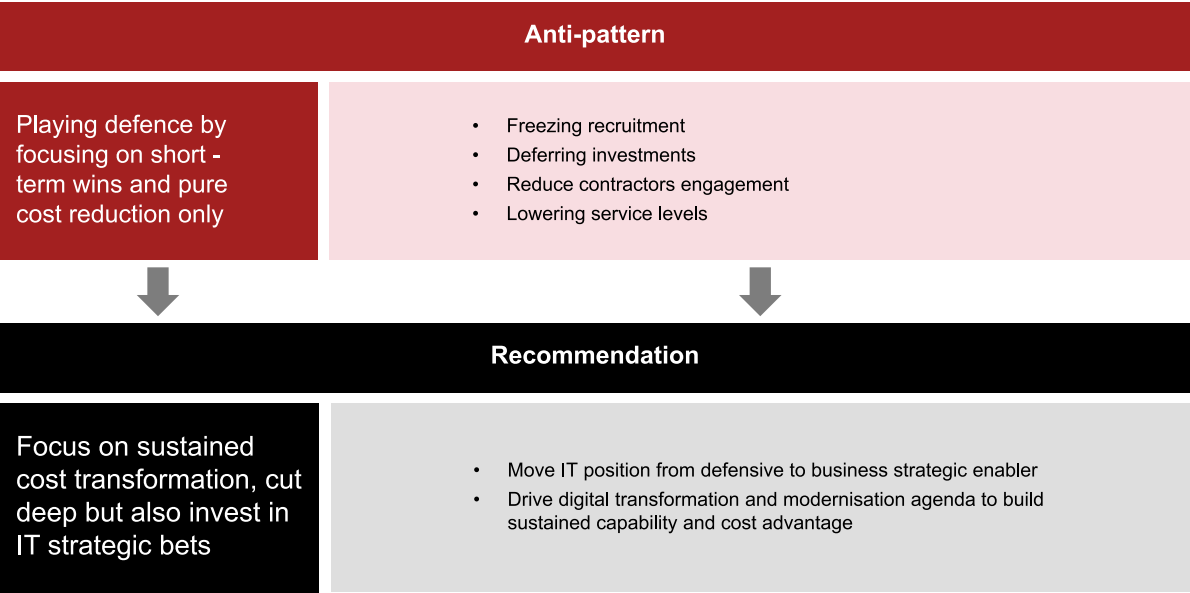 Anti-pattern
Playing defence by
focusing on short -
term wins and pure
cost reduction only
• Freezing recruitment
• Deferring investments
• Reduce contractors engagement
• Lowering service levels
Recommendation
Focus on sustained
cost transformation, cut
deep but also invest in
IT strategic bets
• Move IT position from defensive to business strategic enabler
• Drive digital transformation and modernisation agenda to build
sustained capability and cost advantage